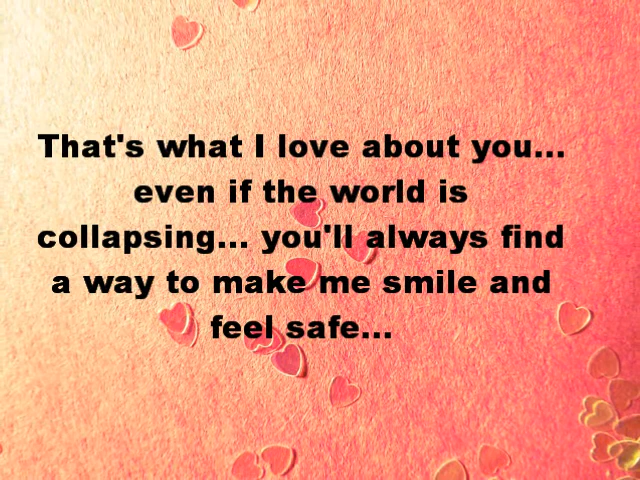 That's what I love about you...
even if the world is
collapsing... you'll always find
a way to make me smile and
feel safe...